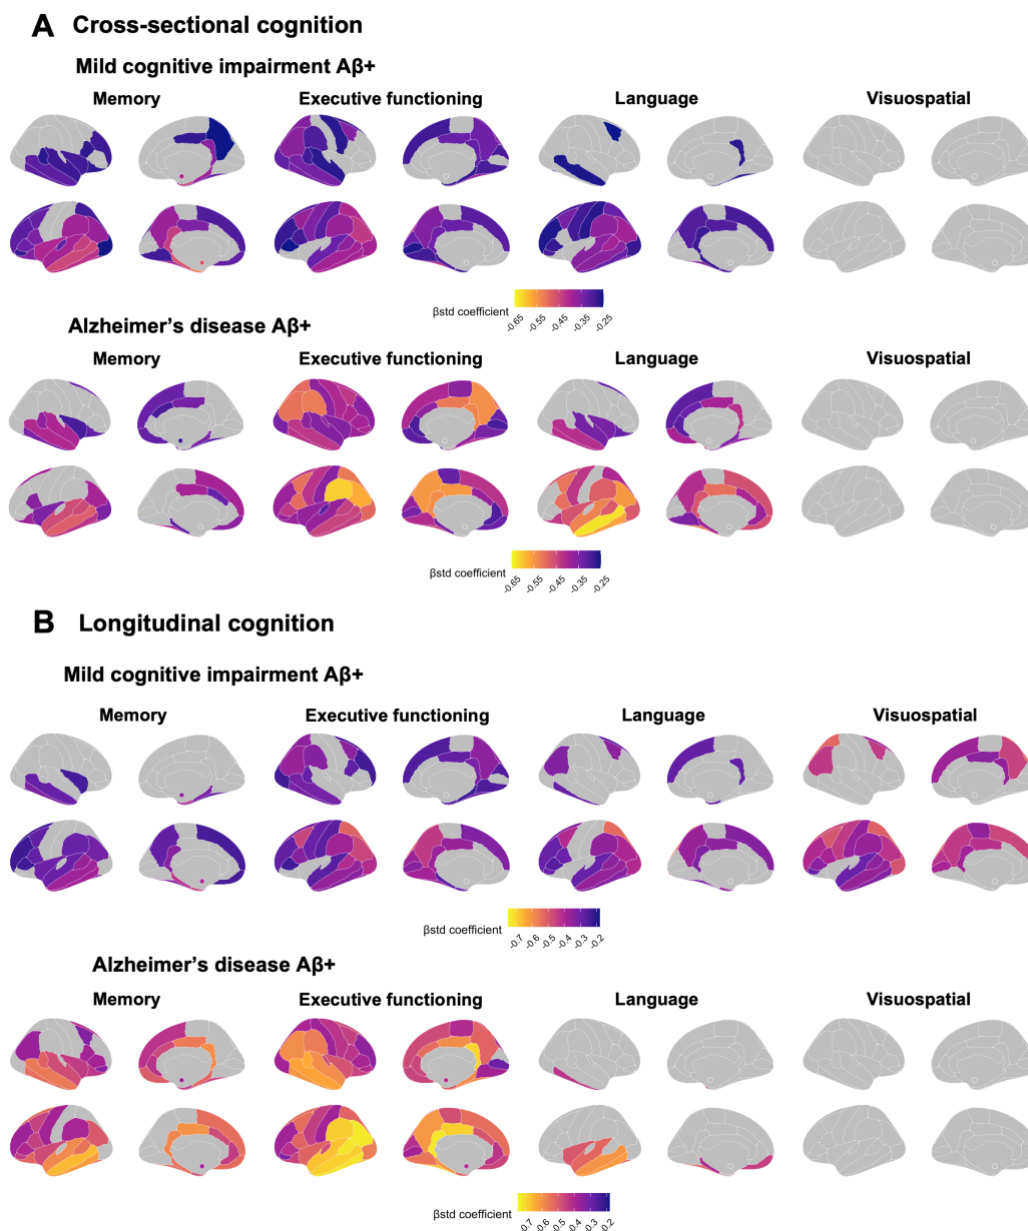 A Cross-sectional cognition
Mild cognitive impairment Aβ+
Memory Executive functioning Language Visuospatial
βstd coefficient
-0.65 -0.55 -0.45 -0.35 -0.25
Alzheimer's disease Aβ+
Memory Executive functioning Language Visuospatial
βstd coefficient
-0.65 -0.55 -0.45 -0.35 -0.25
B Longitudinal cognition
Mild cognitive impairment Aβ+
Memory Executive functioning Language Visuospatial
βstd coefficient
-0.7 -0.6 -0.5 -0.4 -0.3 -0.2
Alzheimer's disease Aβ+
Memory Executive functioning Language Visuospatial
βstd coefficient
-0.7 -0.6 -0.5 -0.4 -0.3 -0.2